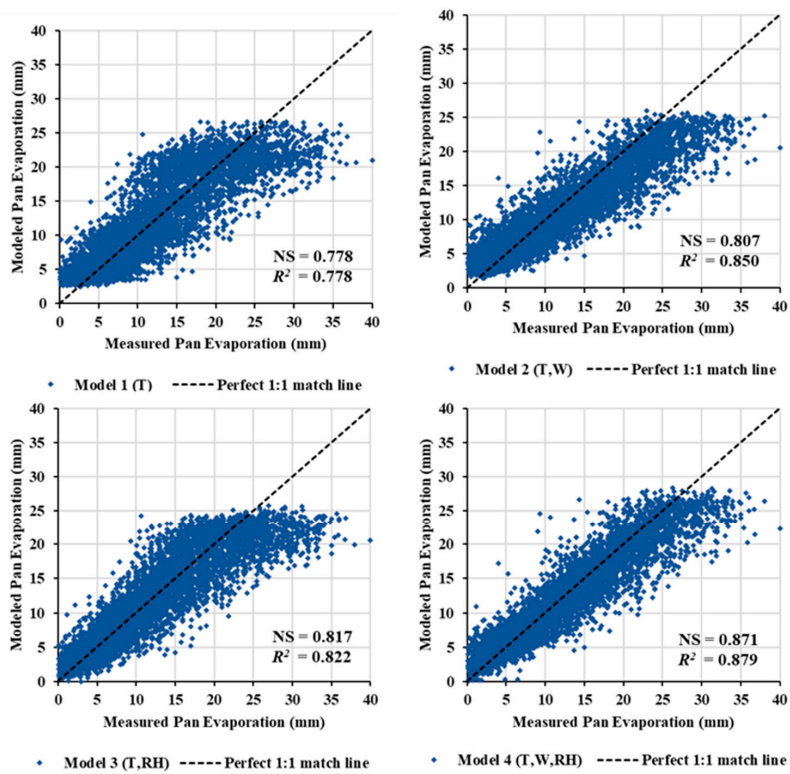 40
35
30
25
20
15
10
5
0
Modeled Pan Evaporation (mm)
NS = 0.778
R² = 0.778
0 5 10 15 20 25 30 35 40
Measured Pan Evaporation (mm)
Model 1 (T) Perfect 1:1 match line
40
35
30
25
20
15
10
5
0
Modeled Pan Evaporation (mm)
NS = 0.807
R² = 0.850
0 5 10 15 20 25 30 35 40
Measured Pan Evaporation (mm)
Model 2 (T,W) Perfect 1:1 match line
40
35
30
25
20
15
10
5
0
Modeled Pan Evaporation (mm)
NS = 0.817
R² = 0.822
0 5 10 15 20 25 30 35 40
Measured Pan Evaporation (mm)
Model 3 (T,RH) Perfect 1:1 match line
40
35
30
25
20
15
10
5
0
Modeled Pan Evaporation (mm)
NS = 0.871
R² = 0.879
0 5 10 15 20 25 30 35 40
Measured Pan Evaporation (mm)
Model 4 (T,W,RH) Perfect 1:1 match line